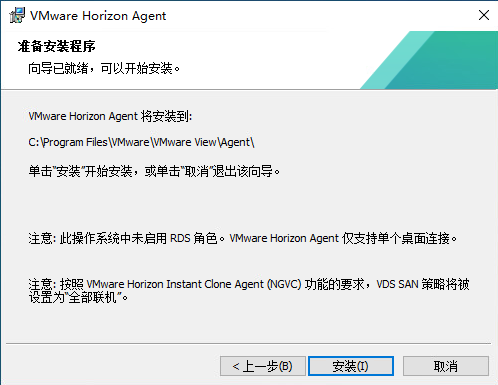 VMware Horizon Agent
准备安装程序
向导已就绪，可以开始安装。
VMware Horizon Agent 将安装到:
C:\Program Files\VMware\VMware View\Agent\
单击“安装”开始安装，或单击“取消”退出该向导。
注意: 此操作系统中未启用 RDS 角色。VMware Horizon Agent 仅支持单个桌面连接。
注意: 按照 VMware Horizon Instant Clone Agent (NGVC) 功能的要求，VDS SAN 策略将被
设置为“全部联机”。
< 上一步(B) 安装(I) 取消